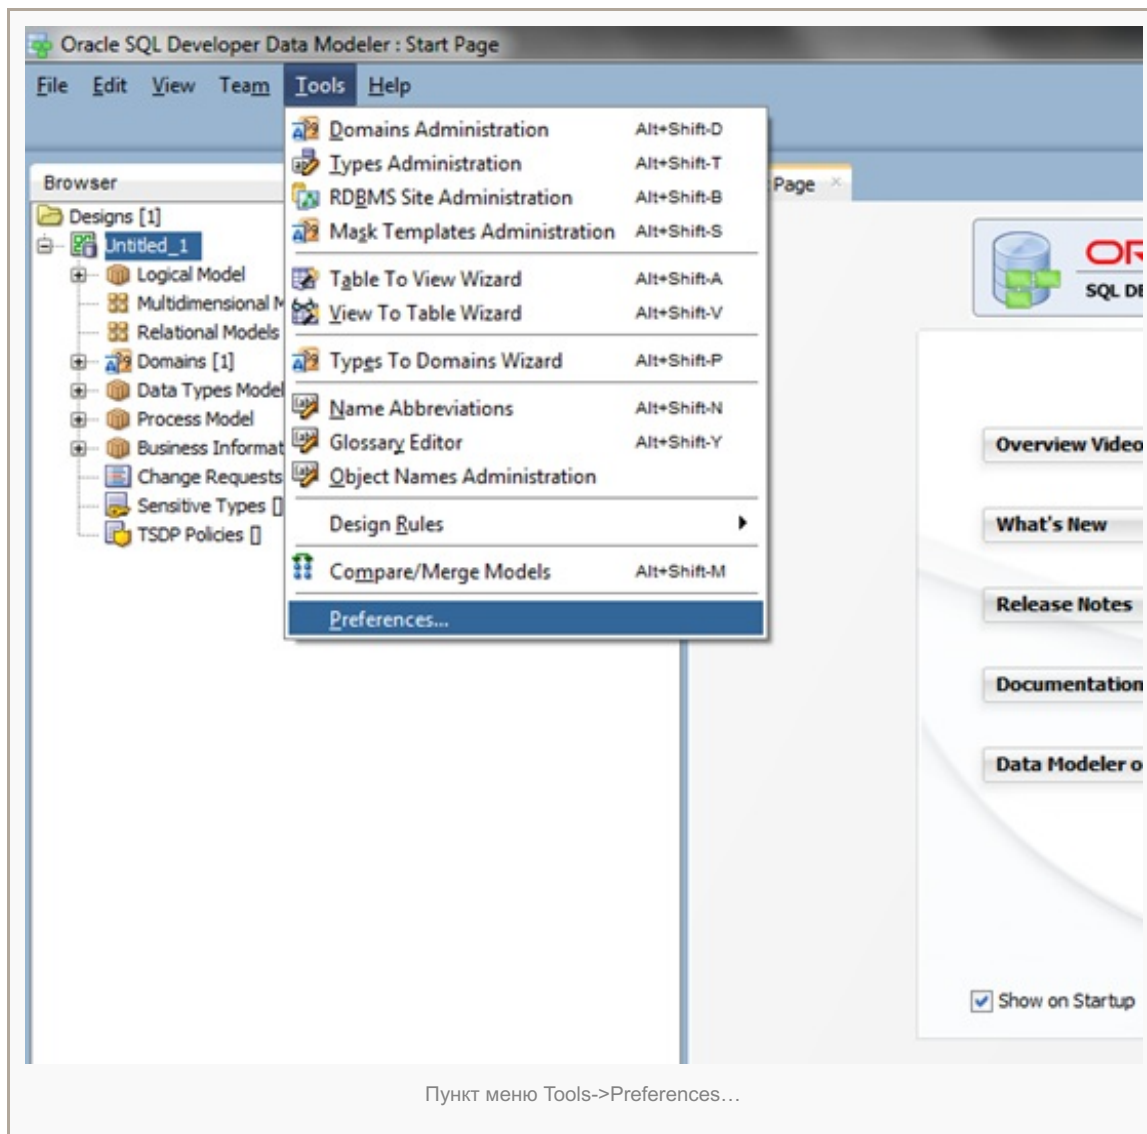 Oracle SQL Developer Data Modeler : Start Page
File Edit View Team Tools Help
Domains Administration Alt+Shift-D
Types Administration Alt+Shift-T
RDBMS Site Administration Alt+Shift-B
Mask Templates Administration Alt+Shift-S
Table To View Wizard Alt+Shift-A
View To Table Wizard Alt+Shift-V
Types To Domains Wizard Alt+Shift-P
Name Abbreviations Alt+Shift-N
Glossary Editor Alt+Shift-Y
Object Names Administration
Design Rules
Compare/Merge Models Alt+Shift-M
Preferences...
Browser
Designs [1]
Untitled_1
Logical Model
Multidimensional M
Relational Models
Domains [1]
Data Types Model
Process Model
Business Informat
Change Requests
Sensitive Types []
TSDP Policies []
Page
OR
SQL DE
Overview Video
What's New
Release Notes
Documentation
Data Modeler o
Show on Startup
Пункт меню Tools->Preferences…